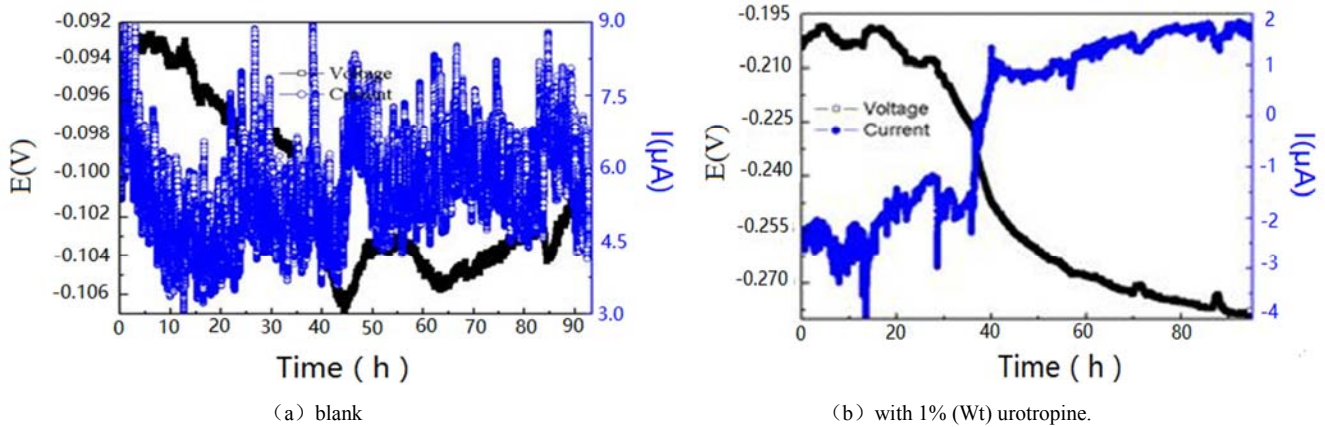 -0.092
-0.094
-0.096
-0.098
-0.100
-0.102
-0.104
-0.106
E(V)
9.0
7.5
6.0
4.5
3.0
I(μA)
Voltage
Current
0 10 20 30 40 50 60 70 80 90
Time ( h )
(a) blank
-0.195
-0.210
-0.225
-0.240
-0.255
-0.270
E(V)
2
1
0
-1
-2
-3
-4
I(μA)
Voltage
Current
0 20 40 60 80
Time ( h )
(b) with 1% (Wt) urotropine.